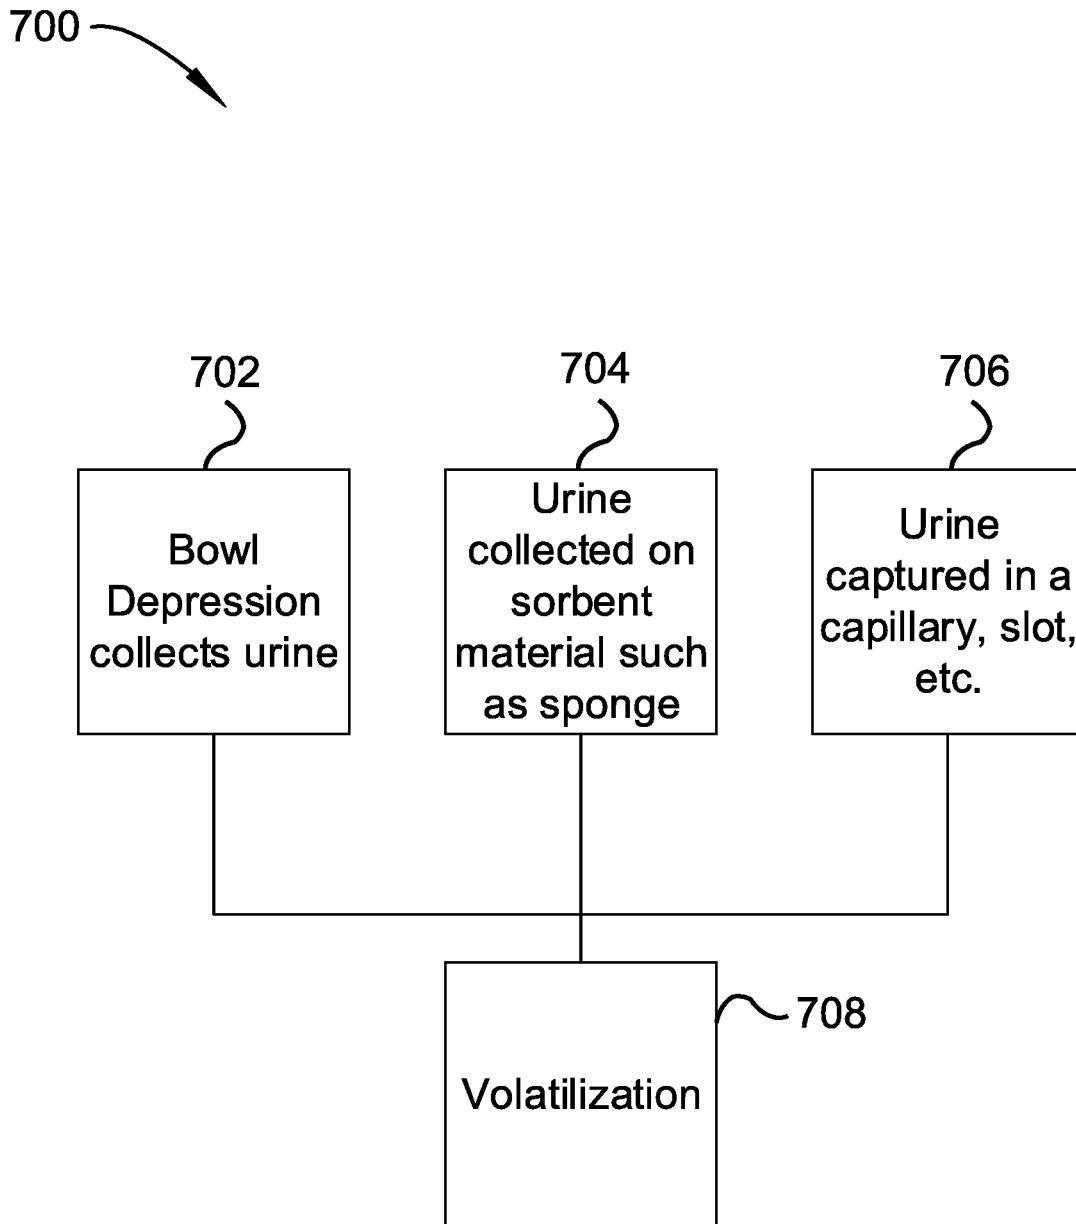 700
702
704
706
Bowl
Depression
collects urine
Urine
collected on
sorbent
material such
as sponge
Urine
captured in a
capillary, slot,
etc.
708
Volatilization